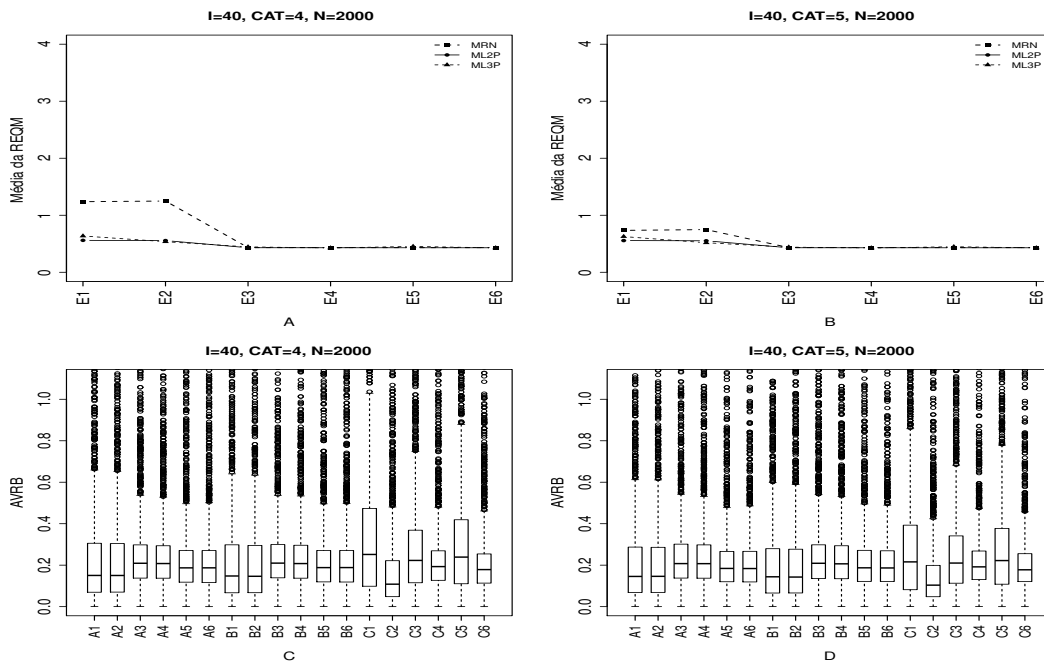 I=40, CAT=4, N=2000
Média da REQM
0 1 2 3 4
MRN
ML2P
ML3P
E1 E2 E3 E4 E5 E6
A
I=40, CAT=5, N=2000
Média da REQM
0 1 2 3 4
MRN
ML2P
ML3P
E1 E2 E3 E4 E5 E6
B
I=40, CAT=4, N=2000
AVRB
0.0 0.2 0.4 0.6 0.8 1.0
A1 A2 A3 A4 A5 A6 B1 B2 B3 B4 B5 B6 C1 C2 C3 C4 C5 C6
C
I=40, CAT=5, N=2000
AVRB
0.0 0.2 0.4 0.6 0.8 1.0
A1 A2 A3 A4 A5 A6 B1 B2 B3 B4 B5 B6 C1 C2 C3 C4 C5 C6
D